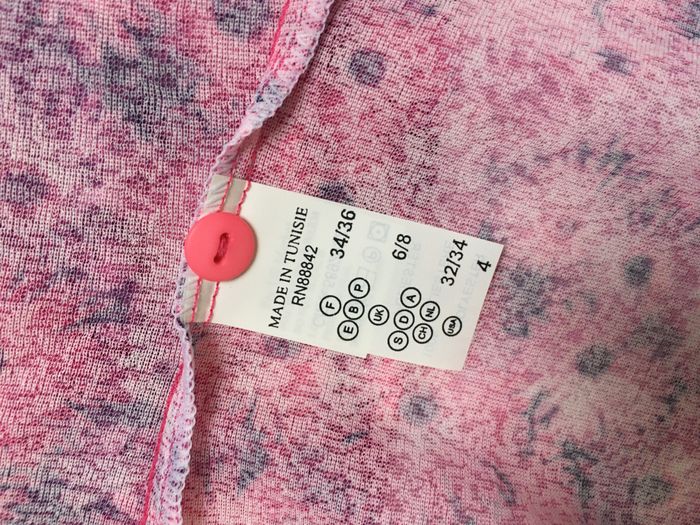 MADE IN TUNISIE
RN88842
F
E B P 34/36
UK 6/8
S D A
CH NL 32/34
USA 4